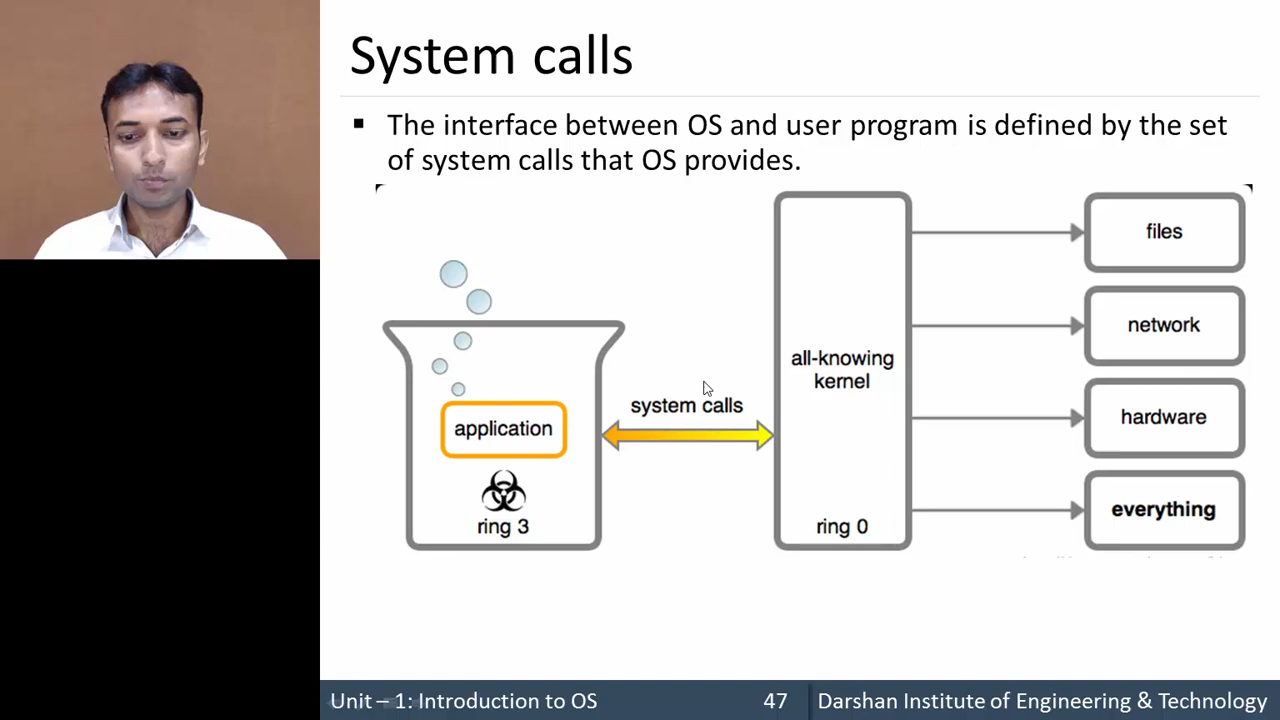 System calls
▪ The interface between OS and user program is defined by the set
of system calls that OS provides.
files
network
all-knowing
kernel
system calls
application
hardware
everything
ring 3
ring 0
Unit – 1: Introduction to OS
47
Darshan Institute of Engineering & Technology